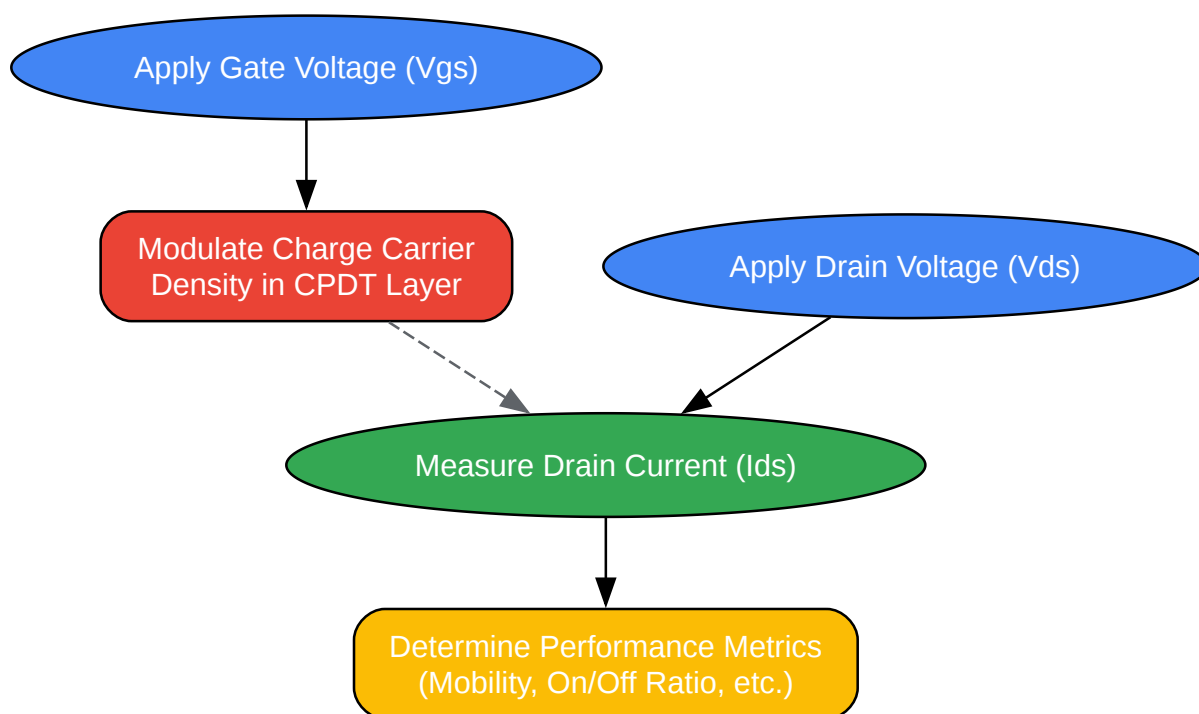 Apply Gate Voltage (Vgs)
Modulate Charge Carrier
Density in CPDT Layer
Apply Drain Voltage (Vds)
Measure Drain Current (Ids)
Determine Performance Metrics
(Mobility, On/Off Ratio, etc.)